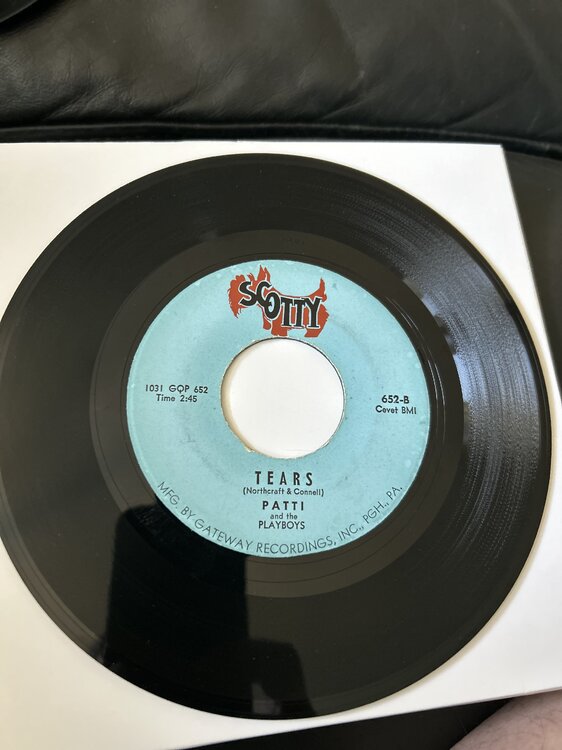 SCOTTY
1031 GQP 652
Time 2:45
652-B
Cevet BMI
TEARS
(Northcraft & Connell)
PATTI
and the
PLAYBOYS
MFG. BY GATEWAY RECORDINGS, INC., PGH., PA.